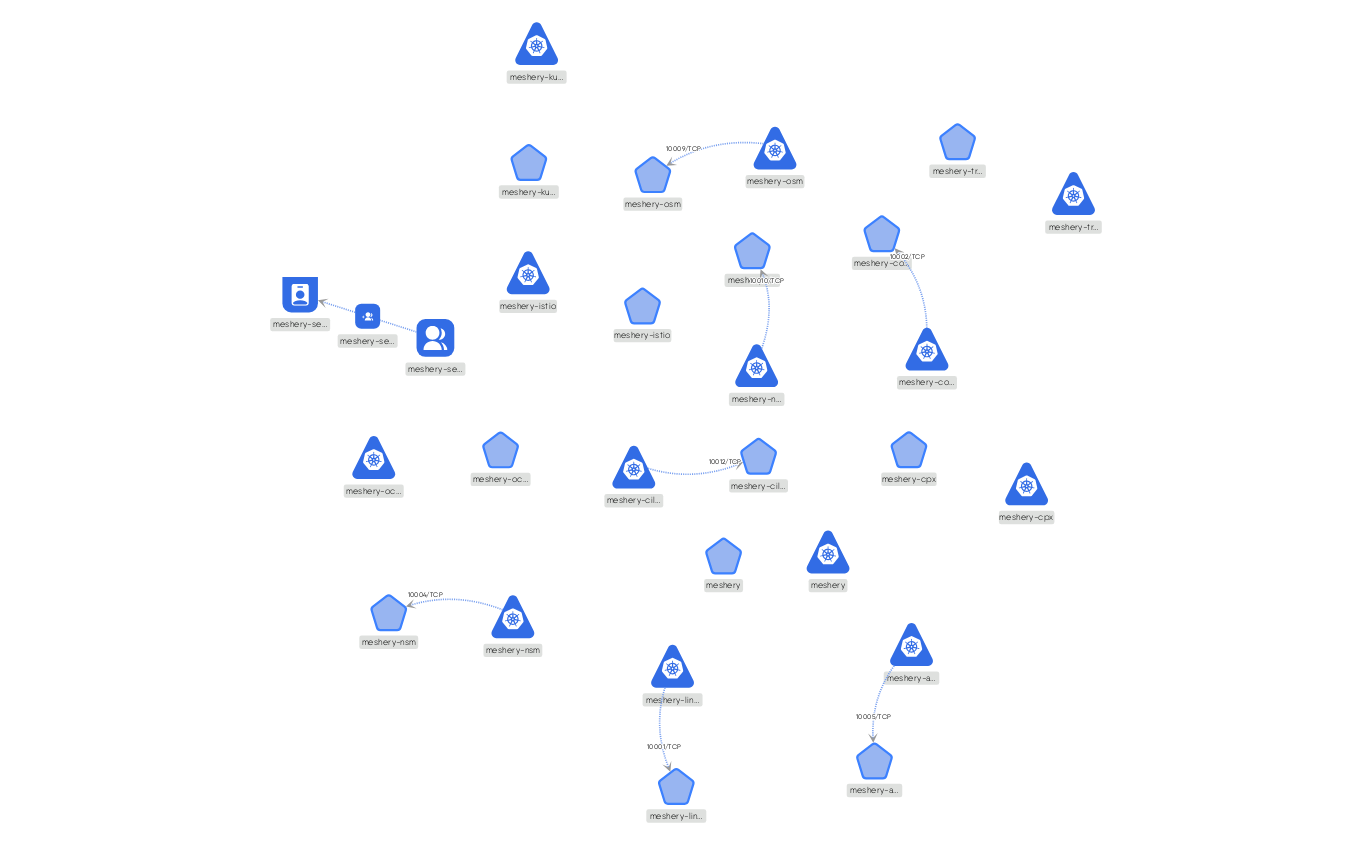 meshery-ku...
10009/TCP
meshery-tr...
meshery-osm
meshery-ku...
meshery-osm
meshery-tr...
10002/TCP
meshery-co...
10010/TCP
meshery-istio
meshery-se...
meshery-istio
meshery-se...
meshery-se...
meshery-co...
meshery-n...
10012/TCP
meshery-oc...
meshery-cpx
meshery-cil...
meshery-oc...
meshery-cil...
meshery-cpx
meshery
meshery
10004/TCP
meshery-nsm
meshery-nsm
meshery-a...
meshery-lin...
10005/TCP
10001/TCP
meshery-a...
meshery-lin...